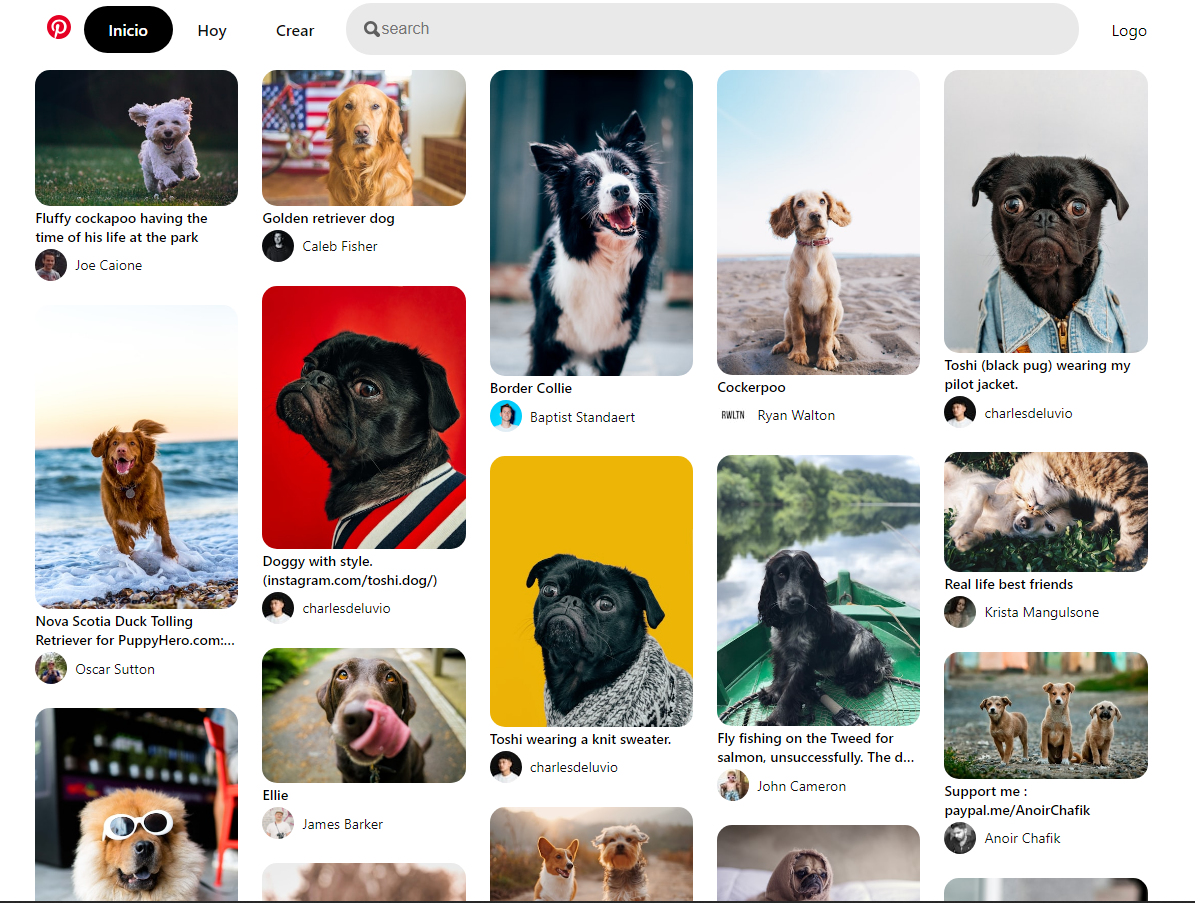 Inicio
Hoy
Crear
search
Logo
Fluffy cockapoo having the
time of his life at the park
Joe Caione
Nova Scotia Duck Tolling
Retriever for PuppyHero.com:...
Oscar Sutton
Golden retriever dog
Caleb Fisher
Doggy with style.
(instagram.com/toshi.dog/)
charlesdeluvio
Ellie
James Barker
Border Collie
Baptist Standaert
Toshi wearing a knit sweater.
charlesdeluvio
Cockerpoo
RWLTN
Ryan Walton
Fly fishing on the Tweed for
salmon, unsuccessfully. The d...
John Cameron
Toshi (black pug) wearing my
pilot jacket.
charlesdeluvio
Real life best friends
Krista Mangulsone
Support me :
paypal.me/AnoirChafik
Anoir Chafik